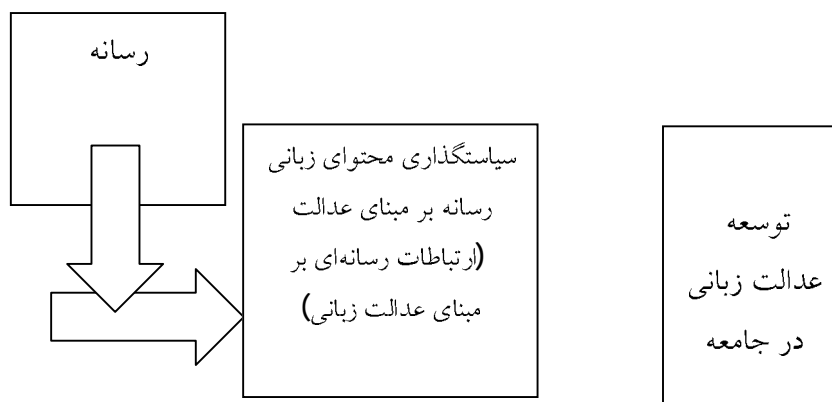 رسانه
سیاستگذاری محتوای زبانی
رسانه بر مبنای عدالت
(ارتباطات رسانه‌ای بر
مبنای عدالت زبانی)
توسعه
عدالت زبانی
در جامعه